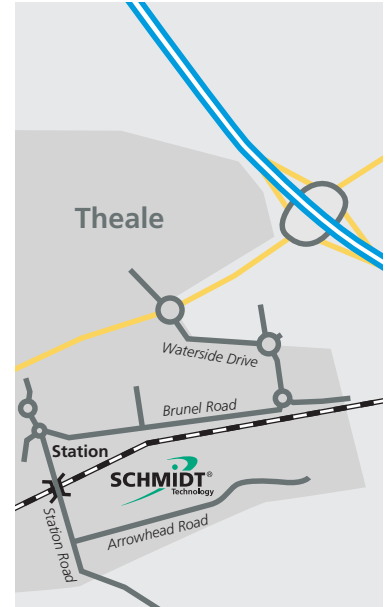 Theale
Waterside Drive
Brunel Road
Station
SCHMIDT®
Technology
Station Road
Arrowhead Road